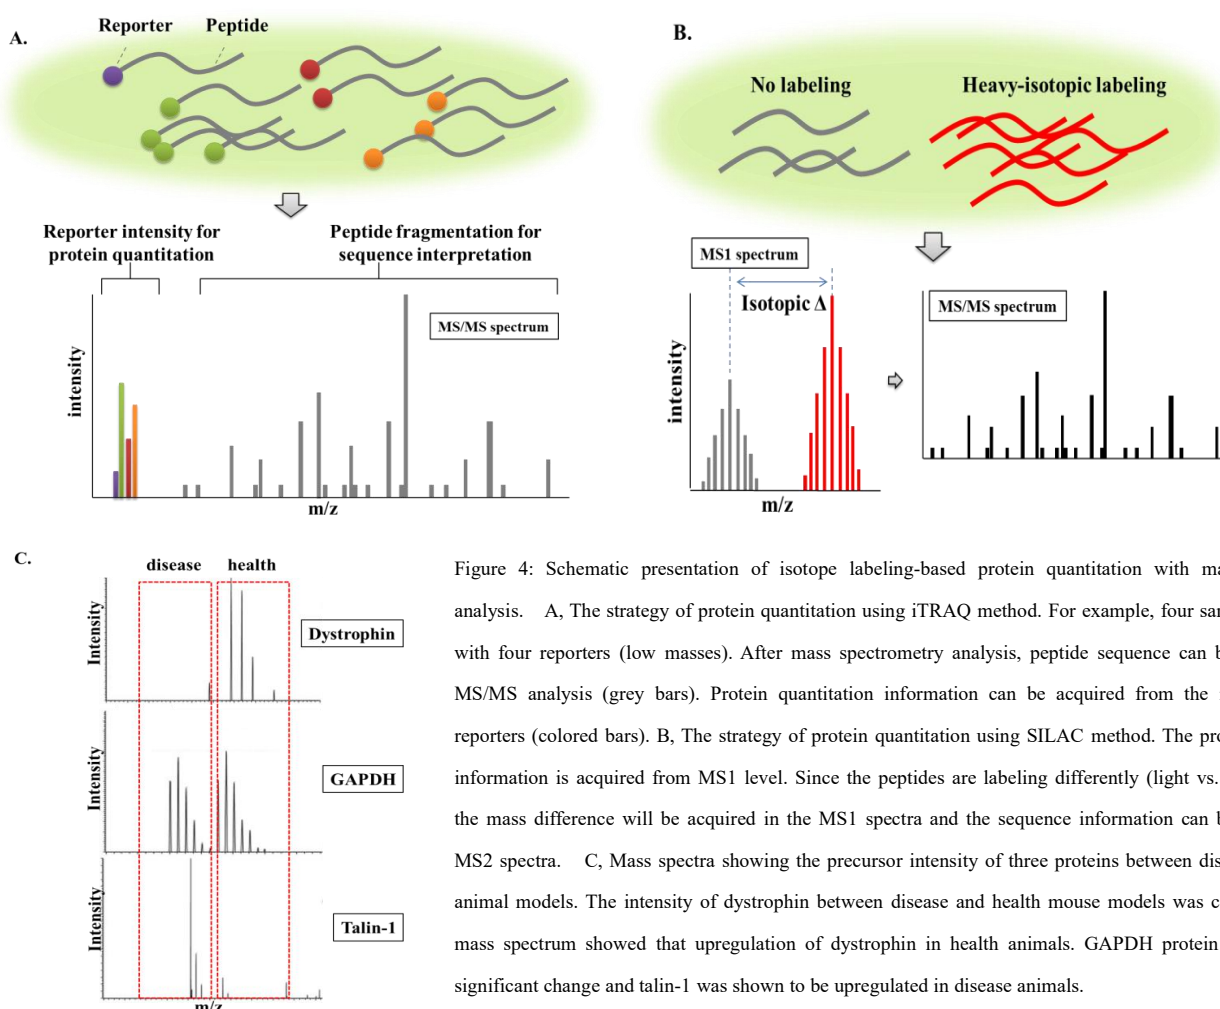 A.
Reporter
Peptide
Reporter intensity for
protein quantitation
Peptide fragmentation for
sequence interpretation
MS/MS spectrum
intensity
m/z
B.
No labeling
Heavy-isotopic labeling
MS1 spectrum
Isotopic Δ
intensity
m/z
MS/MS spectrum
C.
disease
health
Intensity
Dystrophin
Intensity
GAPDH
Intensity
Talin-1
m/z
Figure 4: Schematic presentation of isotope labeling-based protein quantitation with
analysis. A, The strategy of protein quantitation using iTRAQ method. For example, four
with four reporters (low masses). After mass spectrometry analysis, peptide sequence can
MS/MS analysis (grey bars). Protein quantitation information can be acquired from the
reporters (colored bars). B, The strategy of protein quantitation using SILAC method. The
information is acquired from MS1 level. Since the peptides are labeling differently (light vs.
the mass difference will be acquired in the MS1 spectra and the sequence information can
MS2 spectra. C, Mass spectra showing the precursor intensity of three proteins between
animal models. The intensity of dystrophin between disease and health mouse models was
mass spectrum showed that upregulation of dystrophin in health animals. GAPDH protein
significant change and talin-1 was shown to be upregulated in disease animals.